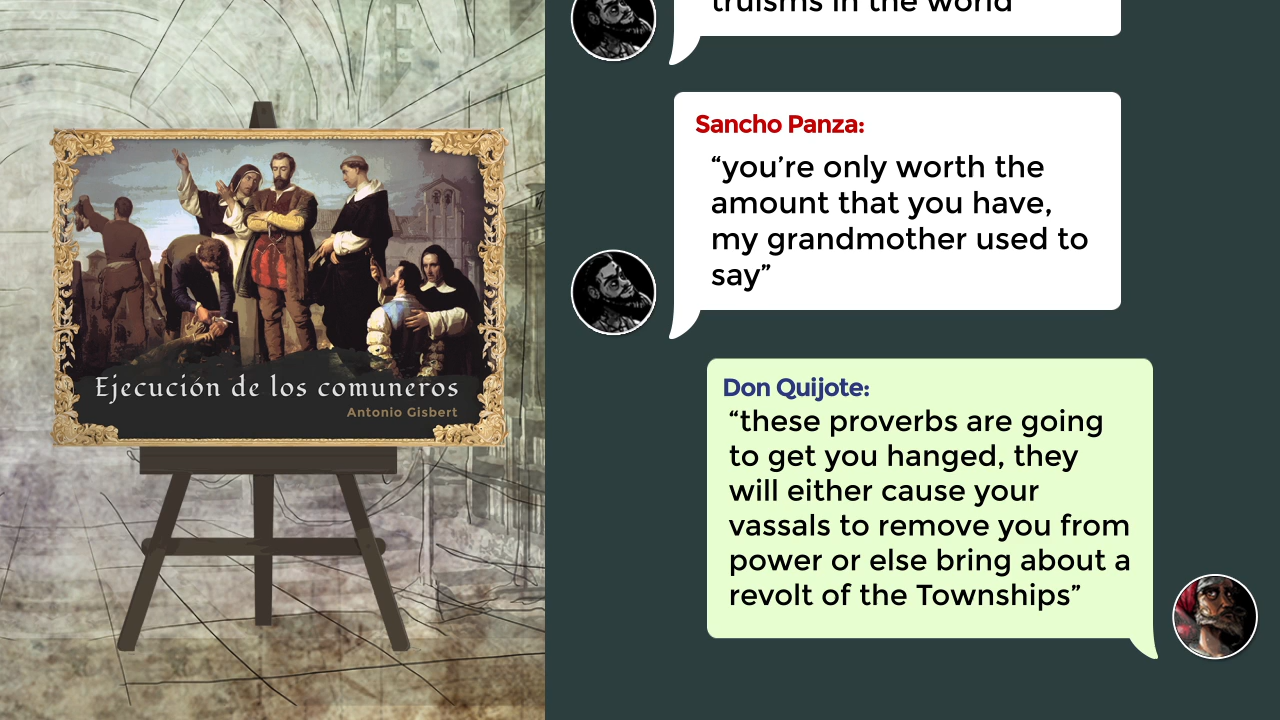 Ejecución de los comuneros
Antonio Gisbert
truisms in the world
Sancho Panza:
“you’re only worth the
amount that you have,
my grandmother used to
say”
Don Quijote:
“these proverbs are going
to get you hanged, they
will either cause your
vassals to remove you from
power or else bring about a
revolt of the Townships”